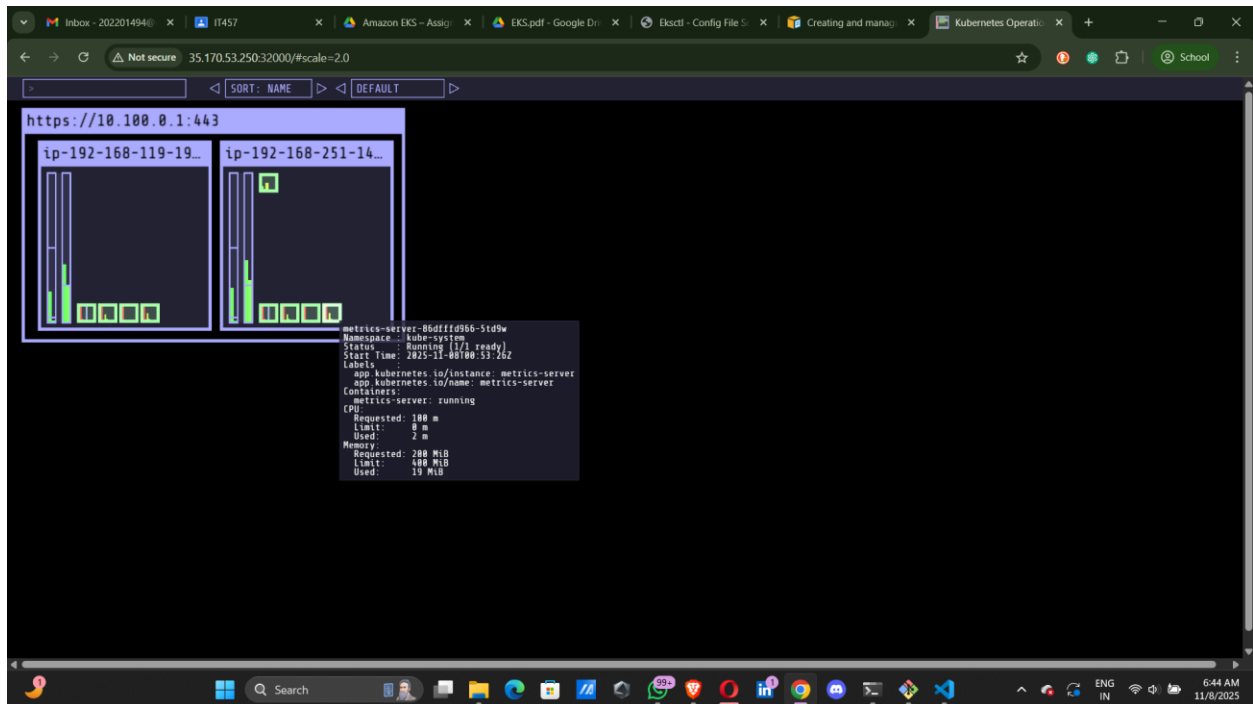 Inbox - 202201494@
IT457
Amazon EKS – Assig
EKS.pdf - Google Dri
Eksctl - Config File S
Creating and manag
Kubernetes Operatio
Not secure
35.170.53.250:32000/#scale=2.0
School
>
SORT: NAME
DEFAULT
https://10.100.0.1:443
ip-192-168-119-19…
ip-192-168-251-14…
metrics-server-86dfffd966-5td9w
Namespace : kube-system
Status : Running (1/1 ready)
Start Time: 2025-11-08T00:53:26Z
Labels :
app.kubernetes.io/instance: metrics-server
app.kubernetes.io/name: metrics-server
Containers:
metrics-server: running
CPU:
Requested: 100 m
Limit: 0 m
Used: 2 m
Memory:
Requested: 200 MiB
Limit: 400 MiB
Used: 19 MiB
1
Search
99+
1
ENG
IN
6:44 AM
11/8/2025